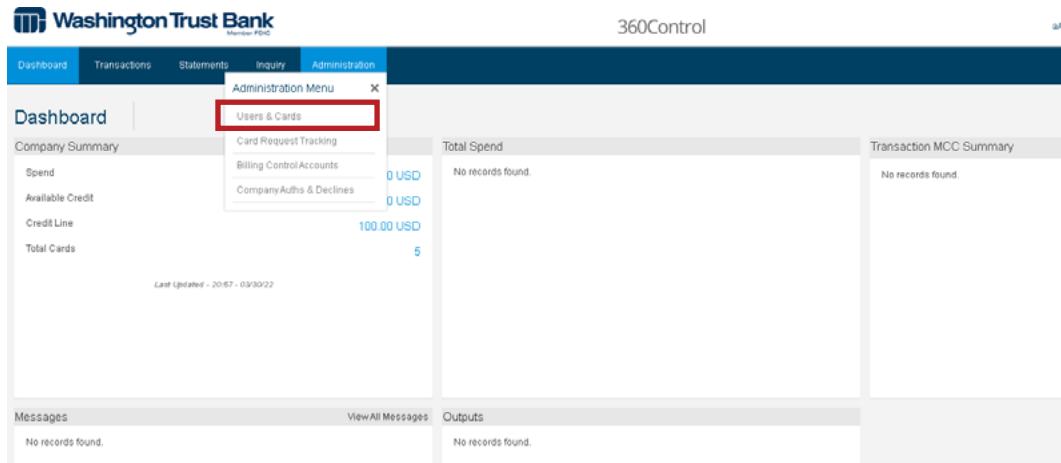 Washington Trust Bank
Member FDIC
360Control
Dashboard Transactions Statements Inquiry Administration
Administration Menu ×
Users & Cards
Card Request Tracking
Billing Control Accounts
Company Auths & Declines
Dashboard
Company Summary
Spend 0 USD
Available Credit 0 USD
Credit Line 100.00 USD
Total Cards 5
Last Updated - 20:57 - 03/30/22
Total Spend
No records found.
Transaction MCC Summary
No records found.
Messages View All Messages
No records found.
Outputs
No records found.